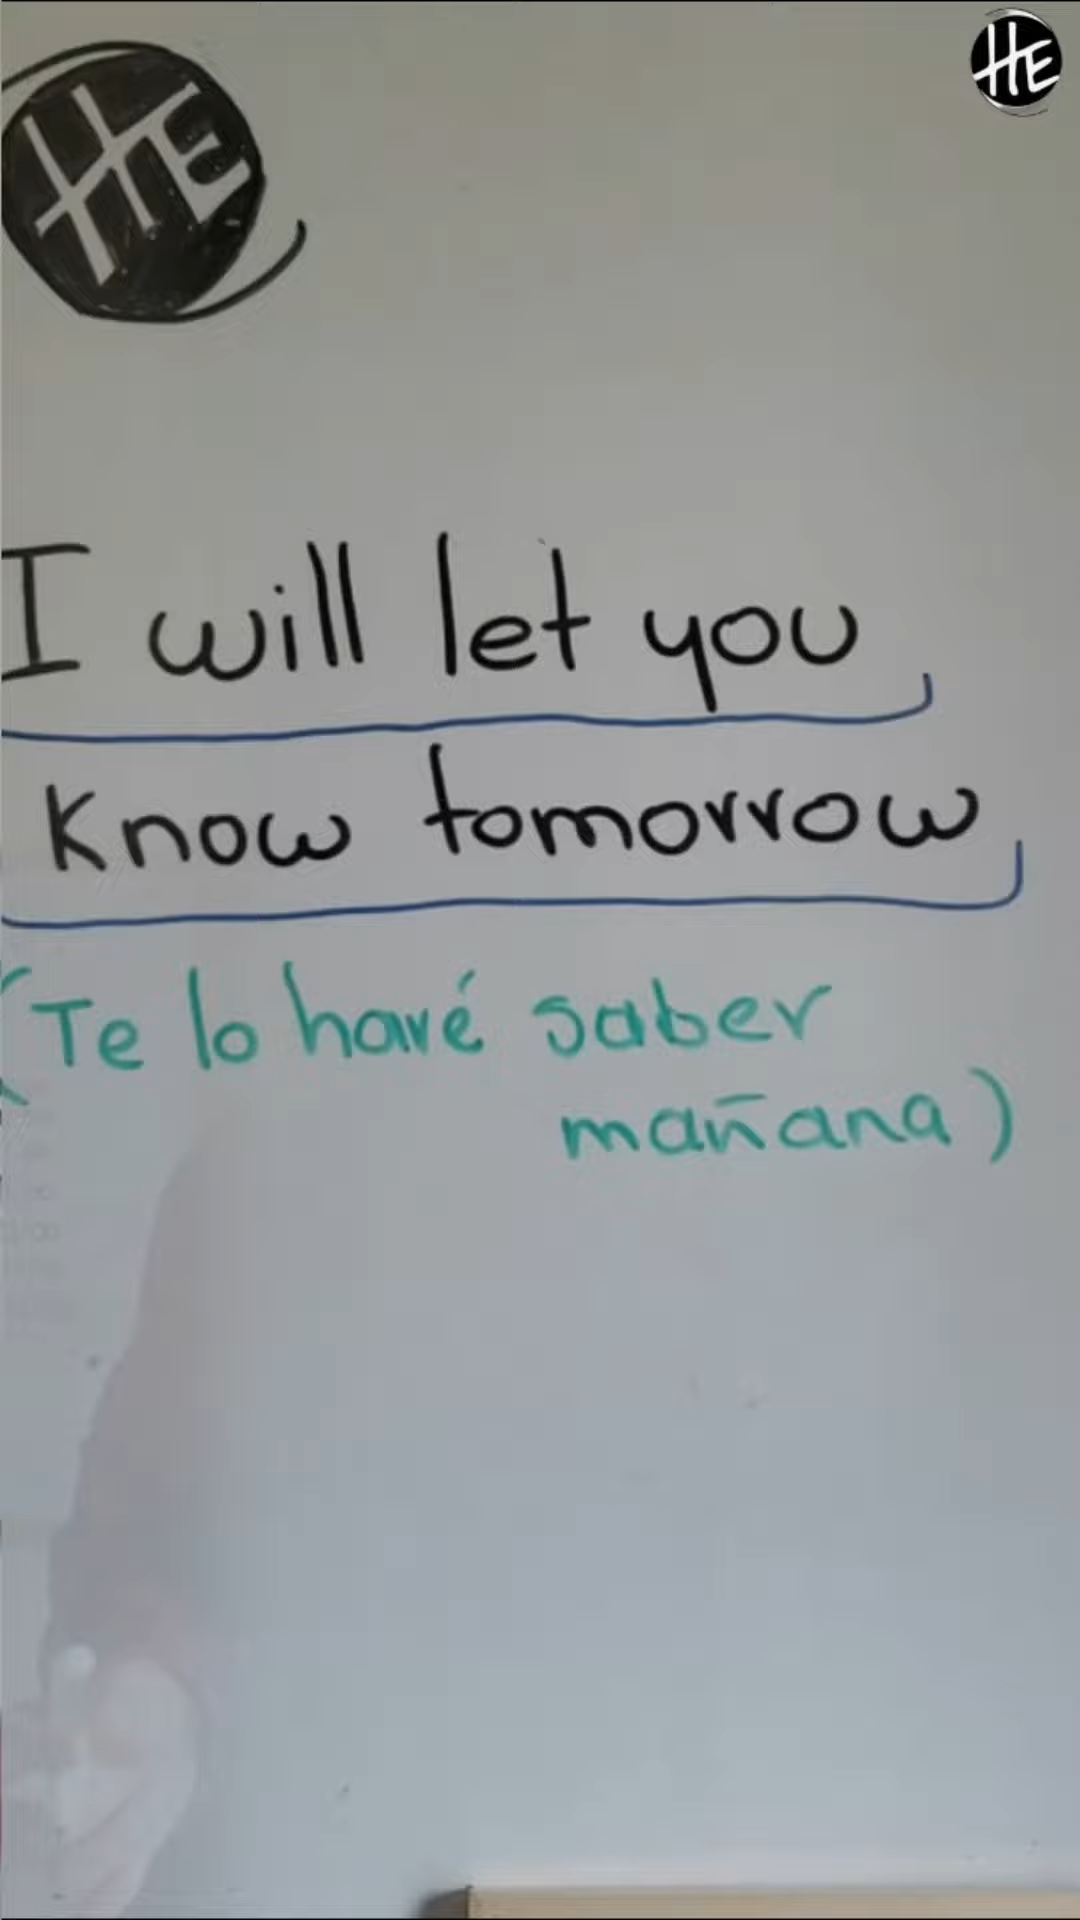 HE
HE
I will let you
know tomorrow
(Te lo haré saber
mañana)